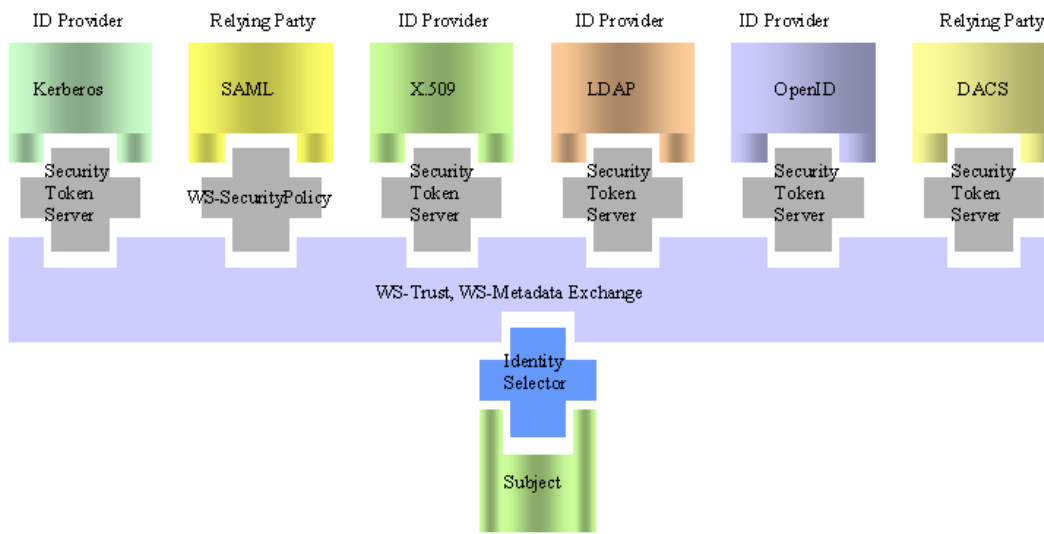 ID Provider
Relying Party
ID Provider
ID Provider
ID Provider
Relying Party
Kerberos
SAML
X.509
LDAP
OpenID
DACS
Security
Token
Server
WS-SecurityPolicy
Security
Token
Server
Security
Token
Server
Security
Token
Server
Security
Token
Server
WS-Trust, WS-Metadata Exchange
Identity
Selector
Subject